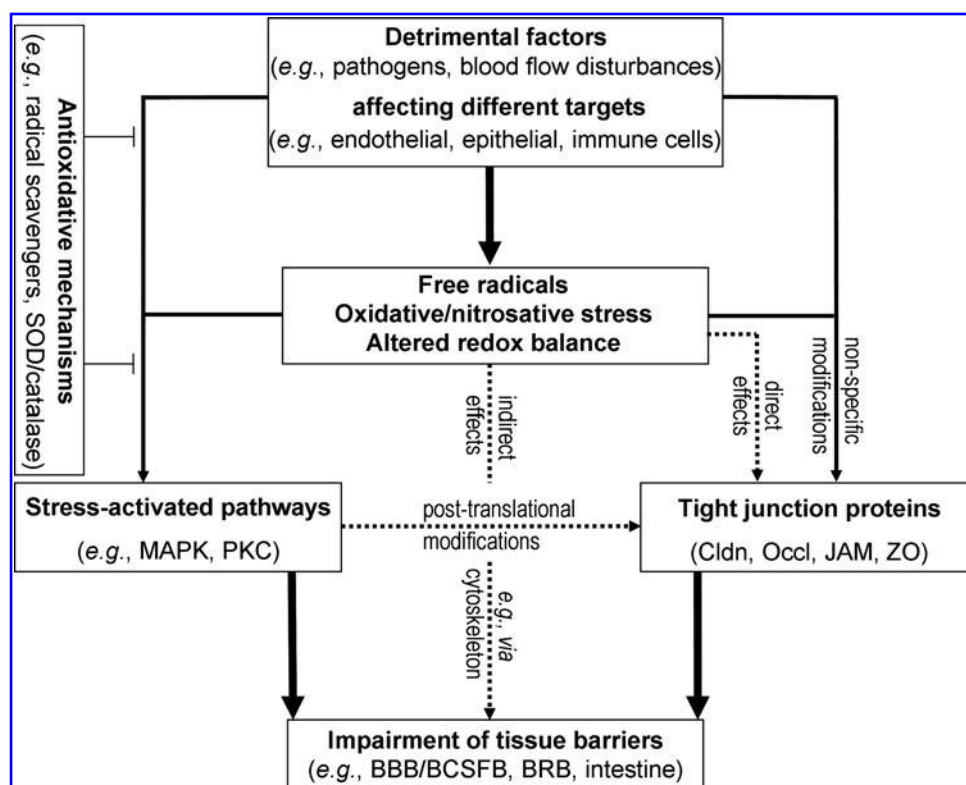 Detrimental factors
(e.g., pathogens, blood flow disturbances)
affecting different targets
(e.g., endothelial, epithelial, immune cells)
Antioxidative mechanisms
(e.g., radical scavengers, SOD/catalase)
Free radicals
Oxidative/nitrosative stress
Altered redox balance
indirect
effects
direct
effects
non-specific
modifications
Stress-activated pathways
(e.g., MAPK, PKC)
post-translational
modifications
Tight junction proteins
(Cldn, Occl, JAM, ZO)
e.g., via
cytoskeleton
Impairment of tissue barriers
(e.g., BBB/BCSFB, BRB, intestine)